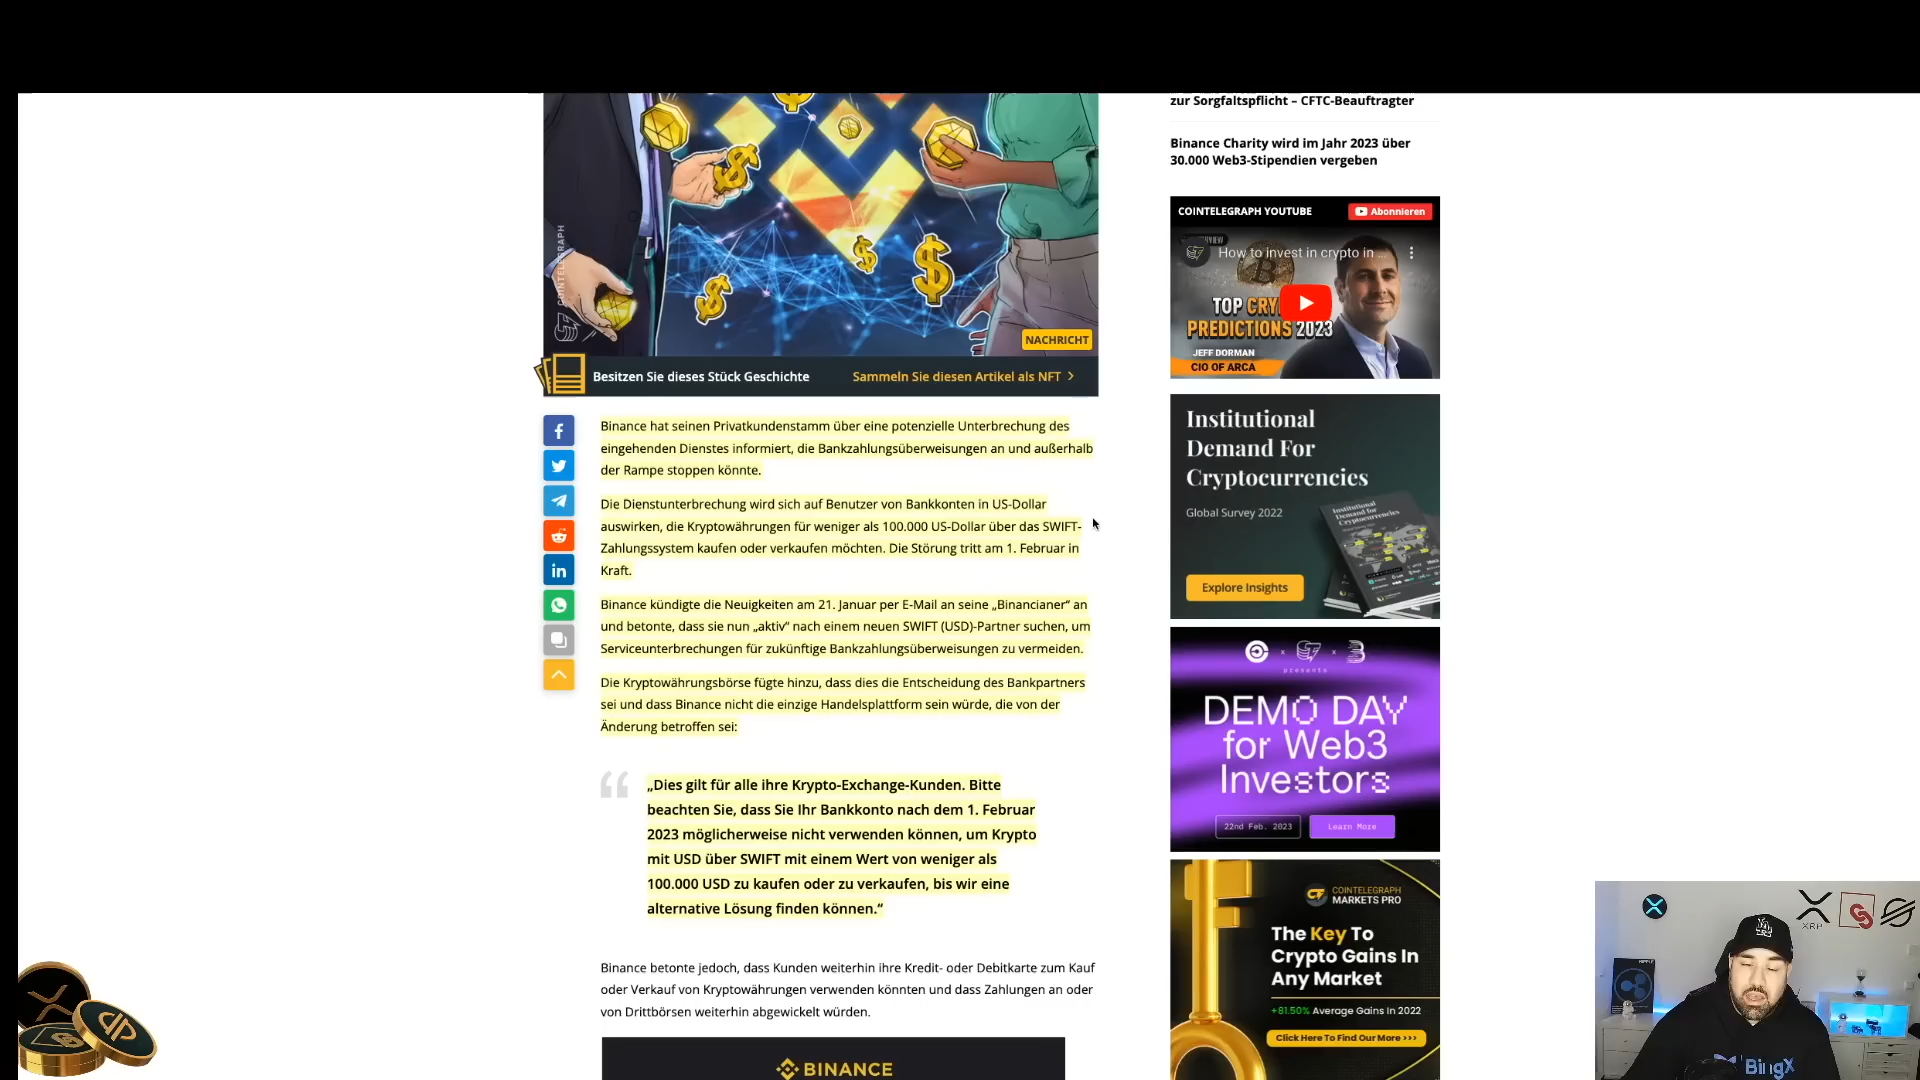 zur Sorgfaltspflicht – CFTC-Beauftragter
Binance Charity wird im Jahr 2023 über
30.000 Web3-Stipendien vergeben
COINTELEGRAPH YOUTUBE
Abonnieren
How to invest in crypto in ...
TOP CRY
PREDICTIONS 2023
JEFF DORMAN
CIO OF ARCA
COINTELEGRAPH
NACHRICHT
Besitzen Sie dieses Stück Geschichte
Sammeln Sie diesen Artikel als NFT >
Binance hat seinen Privatkundenstamm über eine potenzielle Unterbrechung des
eingehenden Dienstes informiert, die Bankzahlungsüberweisungen an und außerhalb
der Rampe stoppen könnte.
Die Dienstunterbrechung wird sich auf Benutzer von Bankkonten in US-Dollar
auswirken, die Kryptowährungen für weniger als 100.000 US-Dollar über das SWIFT-
Zahlungssystem kaufen oder verkaufen möchten. Die Störung tritt am 1. Februar in
Kraft.
Binance kündigte die Neuigkeiten am 21. Januar per E-Mail an seine „Binancianer“ an
und betonte, dass sie nun „aktiv“ nach einem neuen SWIFT (USD)-Partner suchen, um
Serviceunterbrechungen für zukünftige Bankzahlungsüberweisungen zu vermeiden.
Die Kryptowährungsbörse fügte hinzu, dass dies die Entscheidung des Bankpartners
sei und dass Binance nicht die einzige Handelsplattform sein würde, die von der
Änderung betroffen sei:
„Dies gilt für alle ihre Krypto-Exchange-Kunden. Bitte
beachten Sie, dass Sie Ihr Bankkonto nach dem 1. Februar
2023 möglicherweise nicht verwenden können, um Krypto
mit USD über SWIFT mit einem Wert von weniger als
100.000 USD zu kaufen oder zu verkaufen, bis wir eine
alternative Lösung finden können.“
Binance betonte jedoch, dass Kunden weiterhin ihre Kredit- oder Debitkarte zum Kauf
oder Verkauf von Kryptowährungen verwenden könnten und dass Zahlungen an oder
von Drittbörsen weiterhin abgewickelt würden.
BINANCE
Institutional
Demand For
Cryptocurrencies
Global Survey 2022
Institutional
Demand for
Cryptocurrencies
Explore Insights
presents
DEMO DAY
for Web3
Investors
22nd Feb. 2023
Learn More
COINTELEGRAPH
MARKETS PRO
The Key To
Crypto Gains In
Any Market
+81.50% Average Gains In 2022
Click Here To Find Our More >>>
XRP
BingX